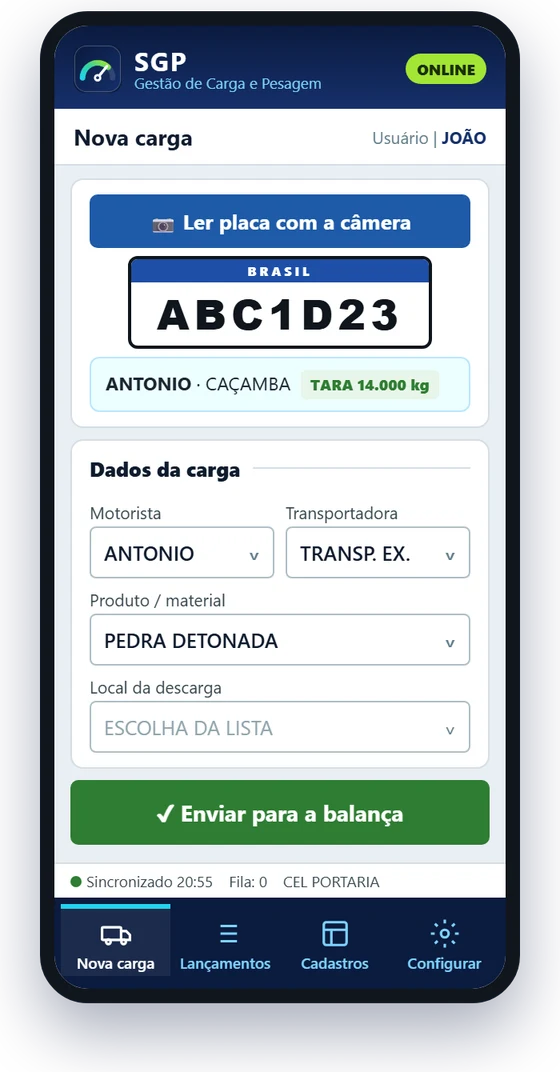 SGP
Gestão de Carga e Pesagem
ONLINE
Nova carga
Usuário | JOÃO
Ler placa com a câmera
BRASIL
ABC1D23
ANTONIO · CAÇAMBA TARA 14.000 kg
Dados da carga
Motorista Transportadora
ANTONIO v TRANSP. EX. v
Produto / material
PEDRA DETONADA v
Local da descarga
ESCOLHA DA LISTA v
✓ Enviar para a balança
Sincronizado 20:55 Fila: 0 CEL PORTARIA
Nova carga Lançamentos Cadastros Configurar